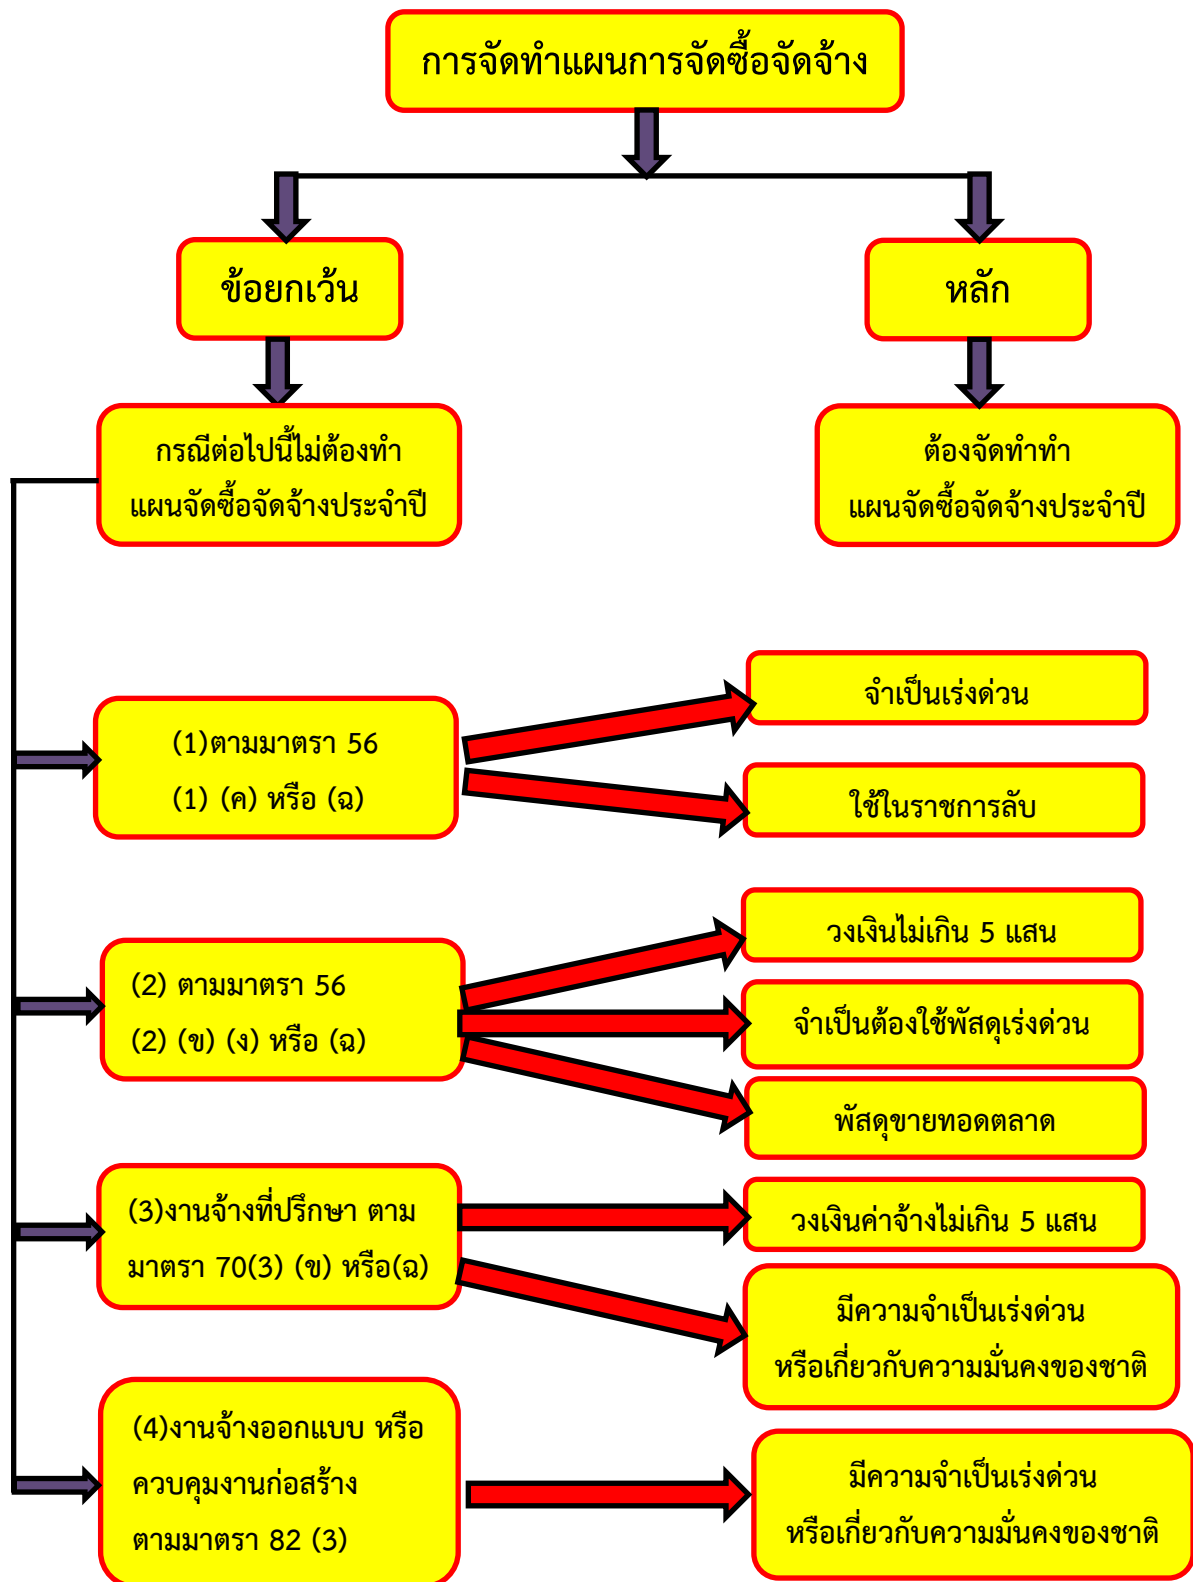 การจัดทำแผนการจัดซื้อจัดจ้าง
ข้อยกเว้น
หลัก
กรณีต่อไปนี้ไม่ต้องทำ
แผนจัดซื้อจัดจ้างประจำปี
ต้องจัดทำทำ
แผนจัดซื้อจัดจ้างประจำปี
(1)ตามมาตรา 56
(1) (ค) หรือ (ฉ)
จำเป็นเร่งด่วน
ใช้ในราชการลับ
(2) ตามมาตรา 56
(2) (ข) (ง) หรือ (ฉ)
วงเงินไม่เกิน 5 แสน
จำเป็นต้องใช้พัสดุเร่งด่วน
พัสดุขายทอดตลาด
(3)งานจ้างที่ปรึกษา ตาม
มาตรา 70(3) (ข) หรือ(ฉ)
วงเงินค่าจ้างไม่เกิน 5 แสน
มีความจำเป็นเร่งด่วน
หรือเกี่ยวกับความมั่นคงของชาติ
(4)งานจ้างออกแบบ หรือ
ควบคุมงานก่อสร้าง
ตามมาตรา 82 (3)
มีความจำเป็นเร่งด่วน
หรือเกี่ยวกับความมั่นคงของชาติ